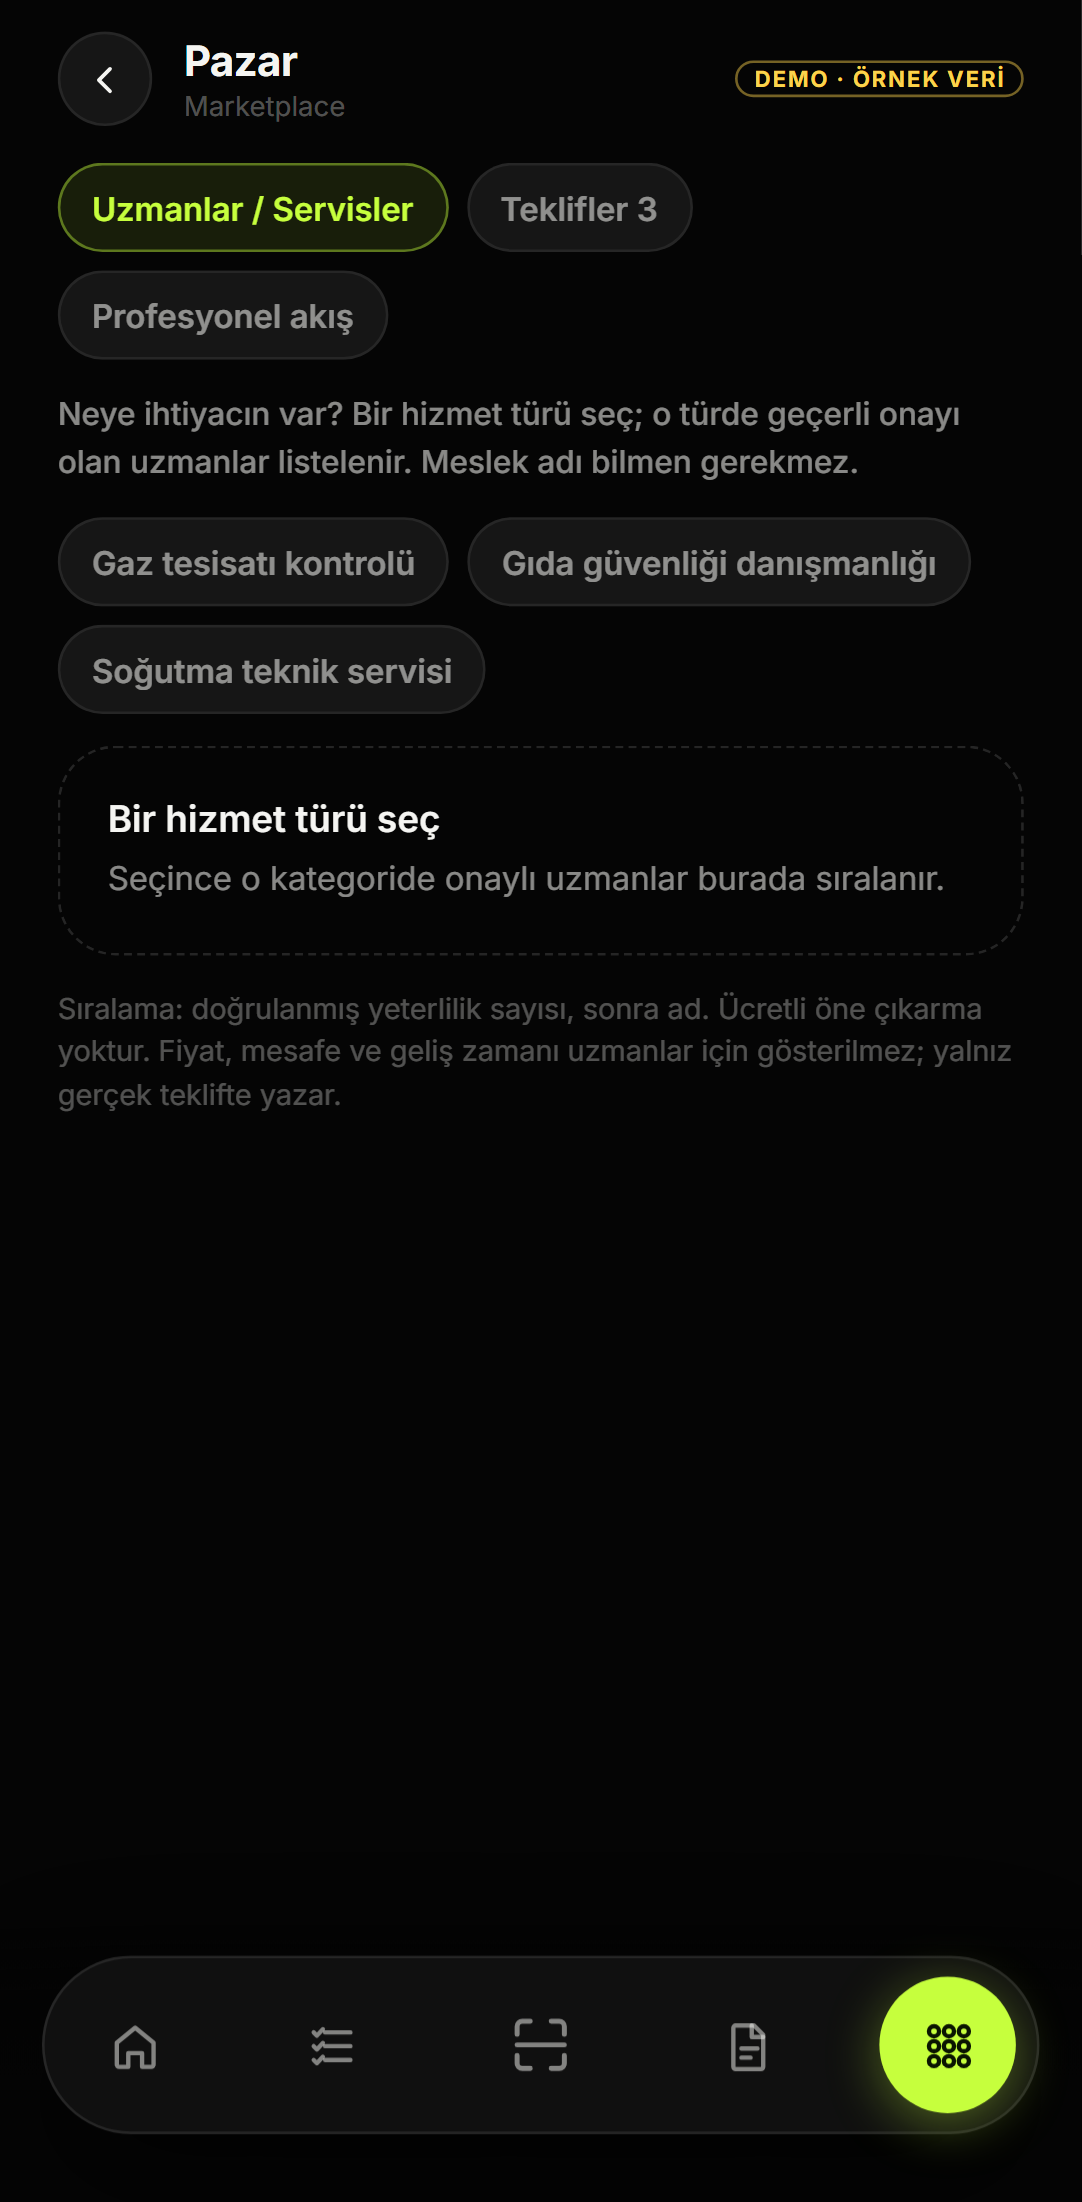 Pazar
Marketplace
DEMO · ÖRNEK VERİ
Uzmanlar / Servisler
Teklifler 3
Profesyonel akış
Neye ihtiyacın var? Bir hizmet türü seç; o türde geçerli onayı
olan uzmanlar listelenir. Meslek adı bilmen gerekmez.
Gaz tesisatı kontrolü
Gıda güvenliği danışmanlığı
Soğutma teknik servisi
Bir hizmet türü seç
Seçince o kategoride onaylı uzmanlar burada sıralanır.
Sıralama: doğrulanmış yeterlilik sayısı, sonra ad. Ücretli öne çıkarma
yoktur. Fiyat, mesafe ve geliş zamanı uzmanlar için gösterilmez; yalnız
gerçek teklifte yazar.